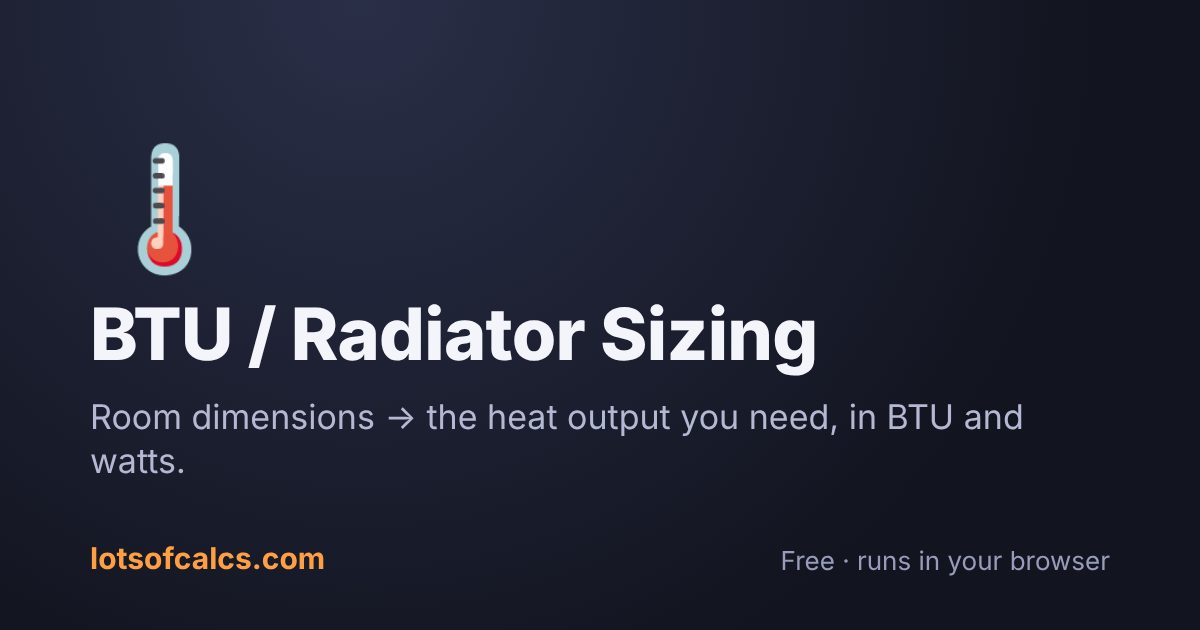 BTU / Radiator Sizing
Room dimensions → the heat output you need, in BTU and
watts.
lotsofcalcs.com
Free · runs in your browser